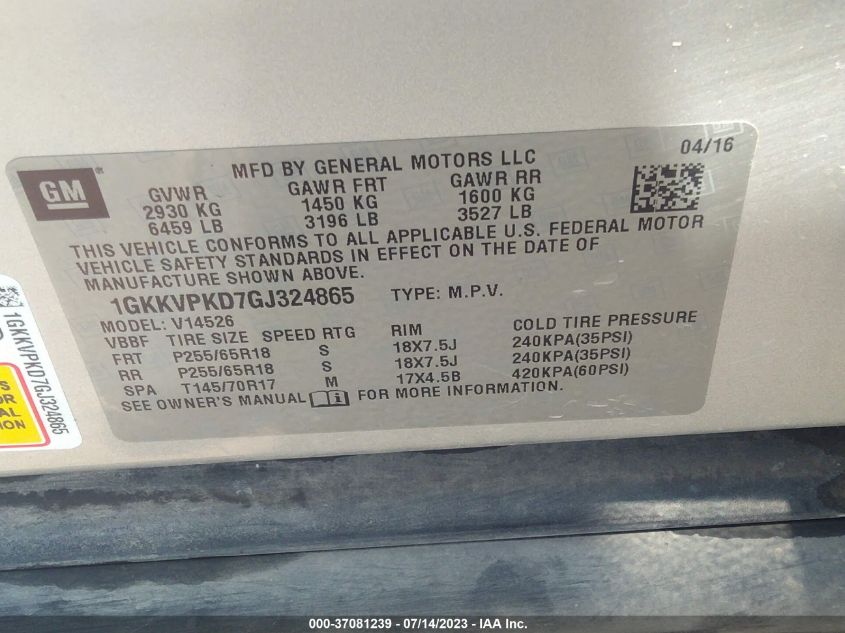 04/16
GM
MFD BY GENERAL MOTORS LLC
GVWR GAWR FRT GAWR RR
2930 KG 1450 KG 1600 KG
6459 LB 3196 LB 3527 LB
THIS VEHICLE CONFORMS TO ALL APPLICABLE U.S. FEDERAL MOTOR
VEHICLE SAFETY STANDARDS IN EFFECT ON THE DATE OF
MANUFACTURE SHOWN ABOVE.
1GKKVPKD7GJ324865 TYPE: M.P.V.
MODEL: V14526
VBBF TIRE SIZE SPEED RTG RIM COLD TIRE PRESSURE
FRT P255/65R18 S 18X7.5J 240KPA(35PSI)
RR P255/65R18 S 18X7.5J 240KPA(35PSI)
SPA T145/70R17 M 17X4.5B 420KPA(60PSI)
SEE OWNER'S MANUAL FOR MORE INFORMATION.
1GKKVPKD7GJ324865
000-37081239 - 07/14/2023 - IAA Inc.